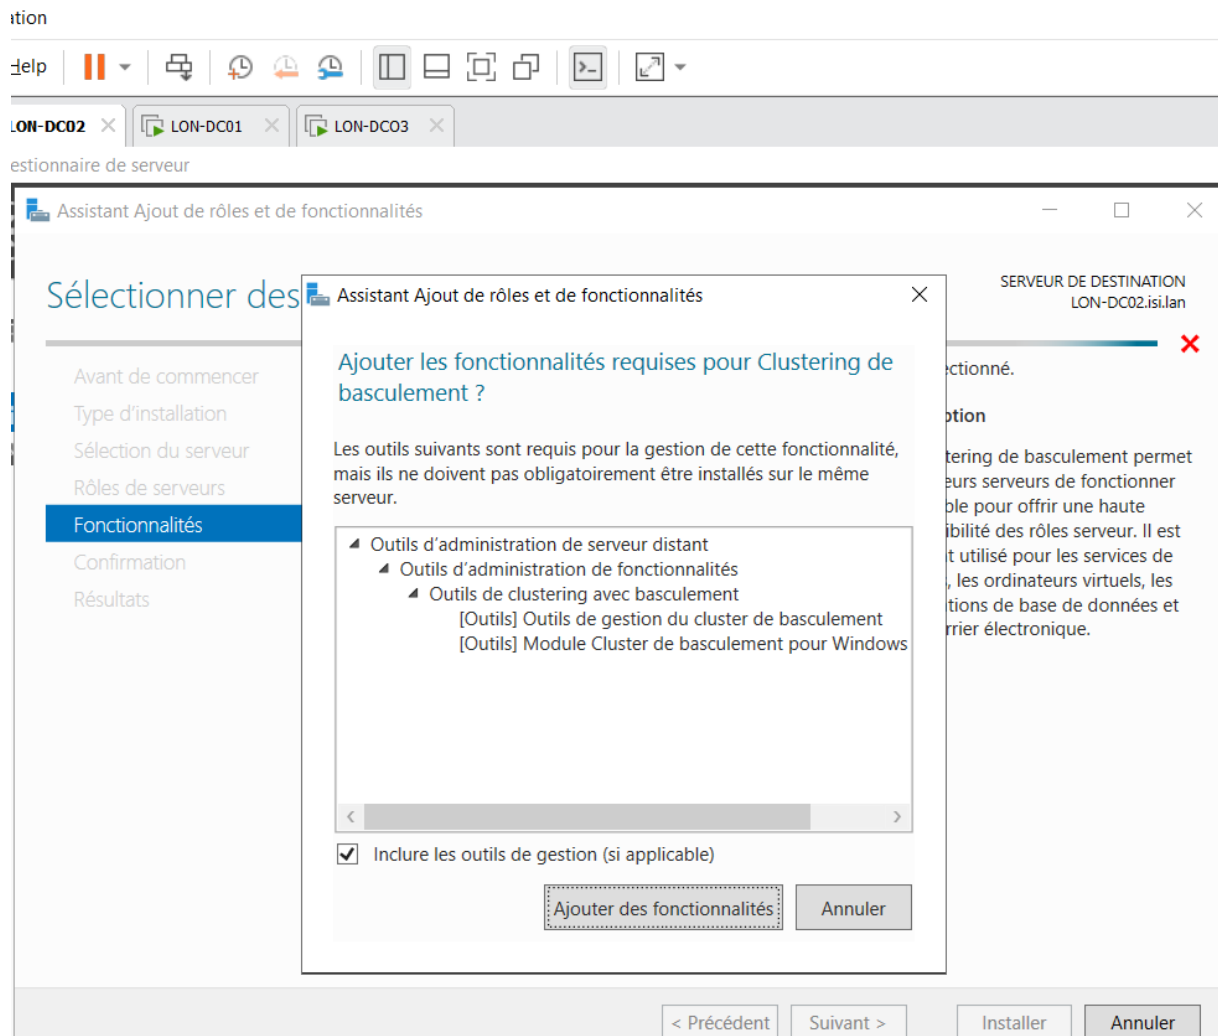 Help
LON-DC02
LON-DC01
LON-DCO3
Assistant Ajout de rôles et de fonctionnalités
Sélectionner des
SERVEUR DE DESTINATION
LON-DC02.isi.lan
Avant de commencer
Type d'installation
Sélection du serveur
Rôles de serveurs
Fonctionnalités
Confirmation
Résultats
Assistant Ajout de rôles et de fonctionnalités
Ajouter les fonctionnalités requises pour Clustering de
basculement ?
Les outils suivants sont requis pour la gestion de cette fonctionnalité,
mais ils ne doivent pas obligatoirement être installés sur le même
serveur.
Outils d'administration de serveur distant
Outils d'administration de fonctionnalités
Outils de clustering avec basculement
[Outils] Outils de gestion du cluster de basculement
[Outils] Module Cluster de basculement pour Windows
Inclure les outils de gestion (si applicable)
Ajouter des fonctionnalités
Annuler
ectionné.
ption
tering de basculement permet
eurs serveurs de fonctionner
ble pour offrir une haute
ibilité des rôles serveur. Il est
t utilisé pour les services de
, les ordinateurs virtuels, les
tions de base de données et
rrier électronique.
< Précédent
Suivant >
Installer
Annuler